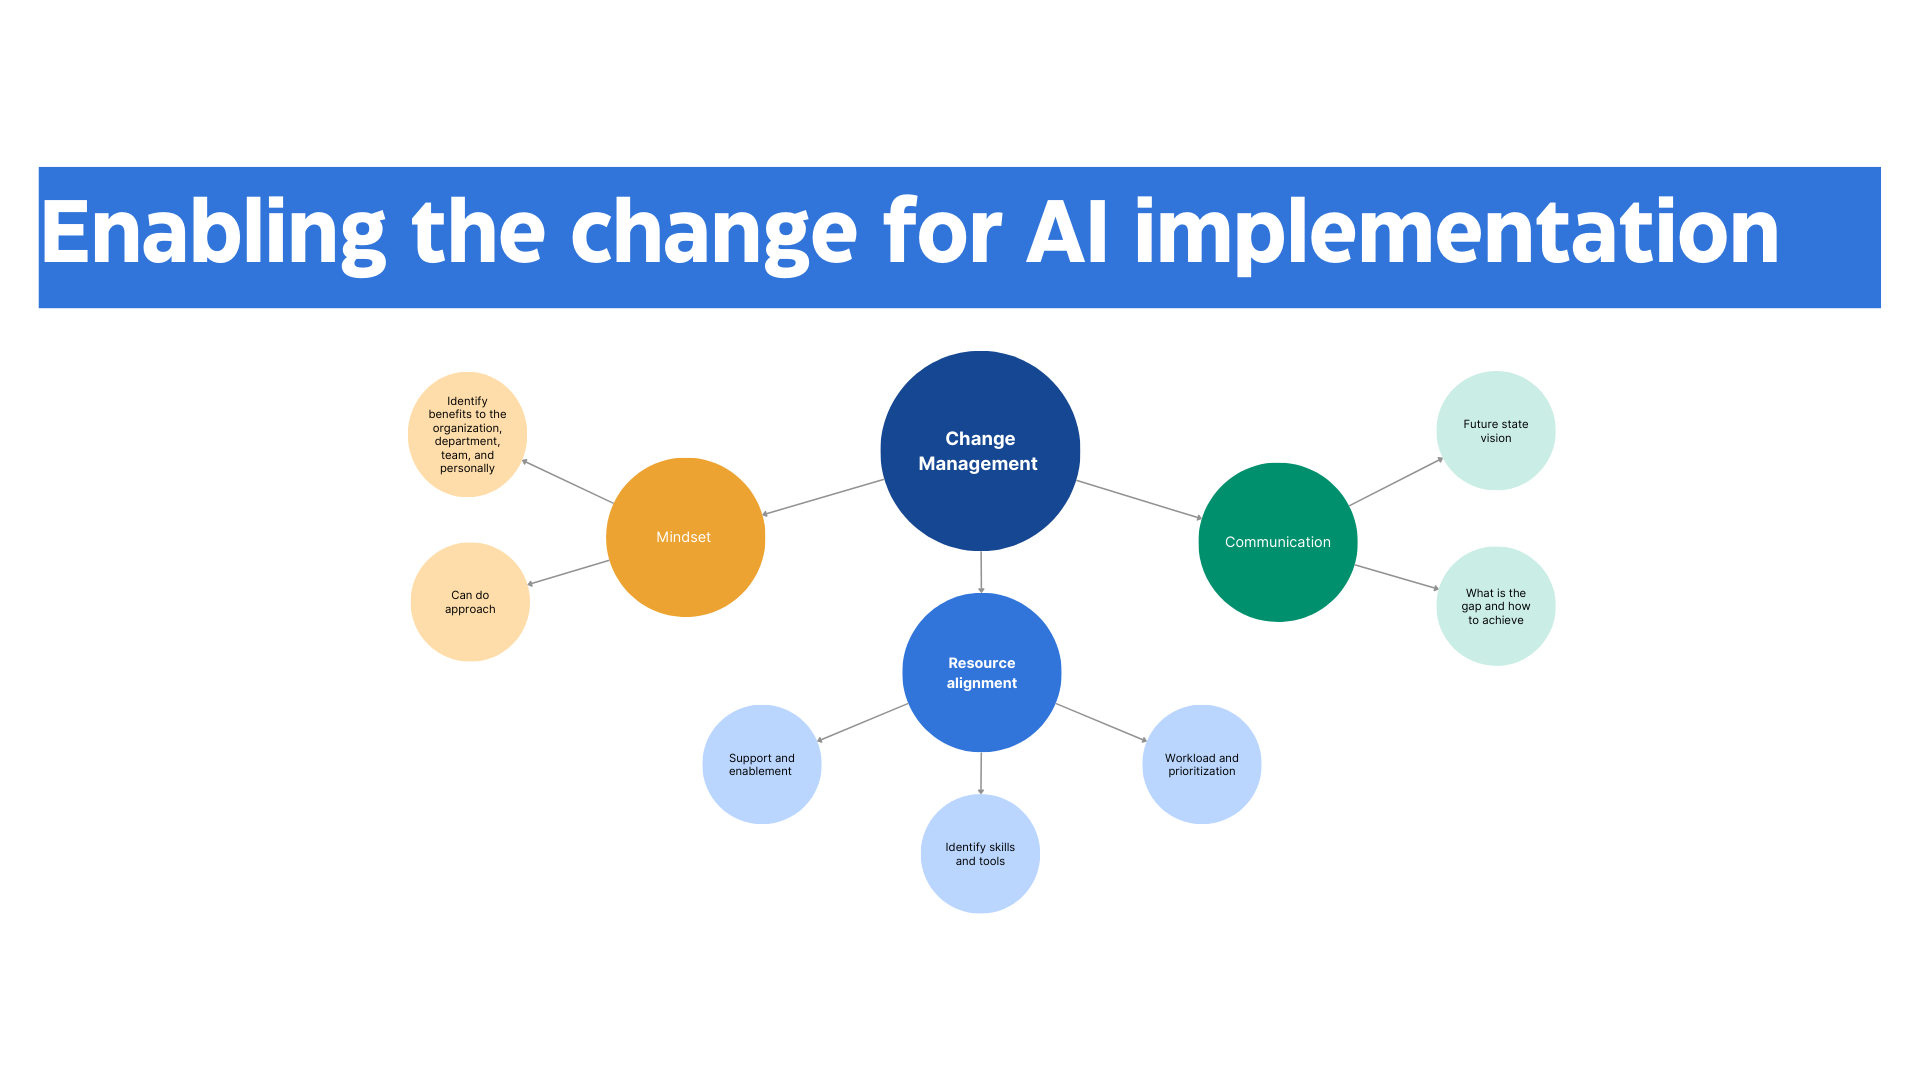 Enabling the change for AI implementation
Change
Management
Identify
benefits to the
organization,
department,
team, and
personally
Mindset
Can do
approach
Communication
Future state
vision
What is the
gap and how
to achieve
Resource
alignment
Support and
enablement
Identify skills
and tools
Workload and
prioritization